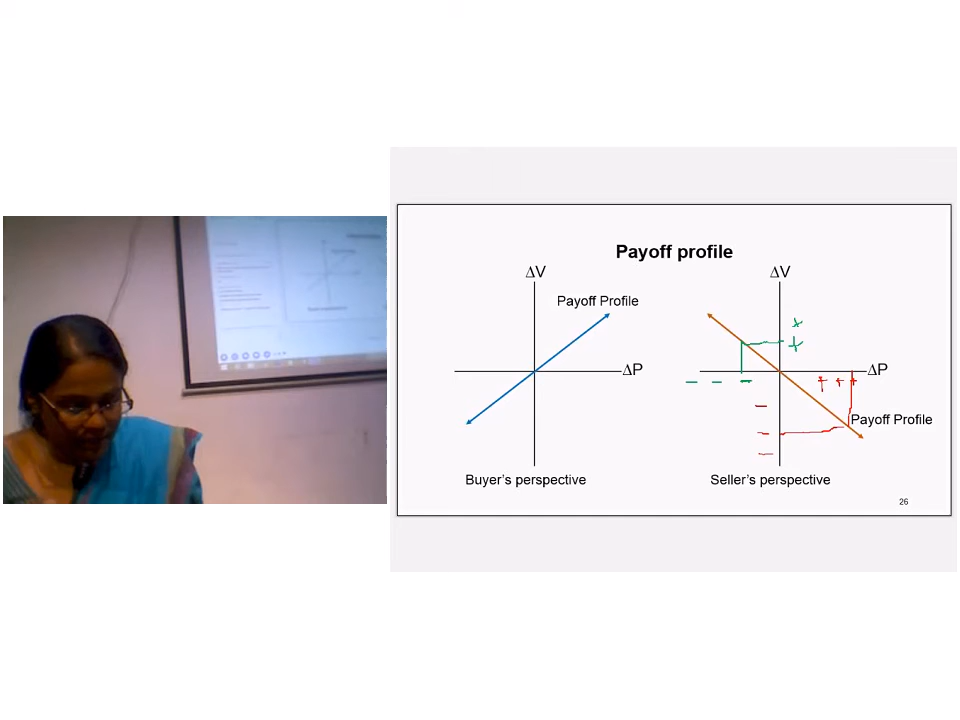 Payoff profile
ΔV
ΔV
Payoff Profile
+
+
ΔP
ΔP
− − −
+ + +
−
Payoff Profile
−
−
Buyer's perspective
Seller's perspective
26